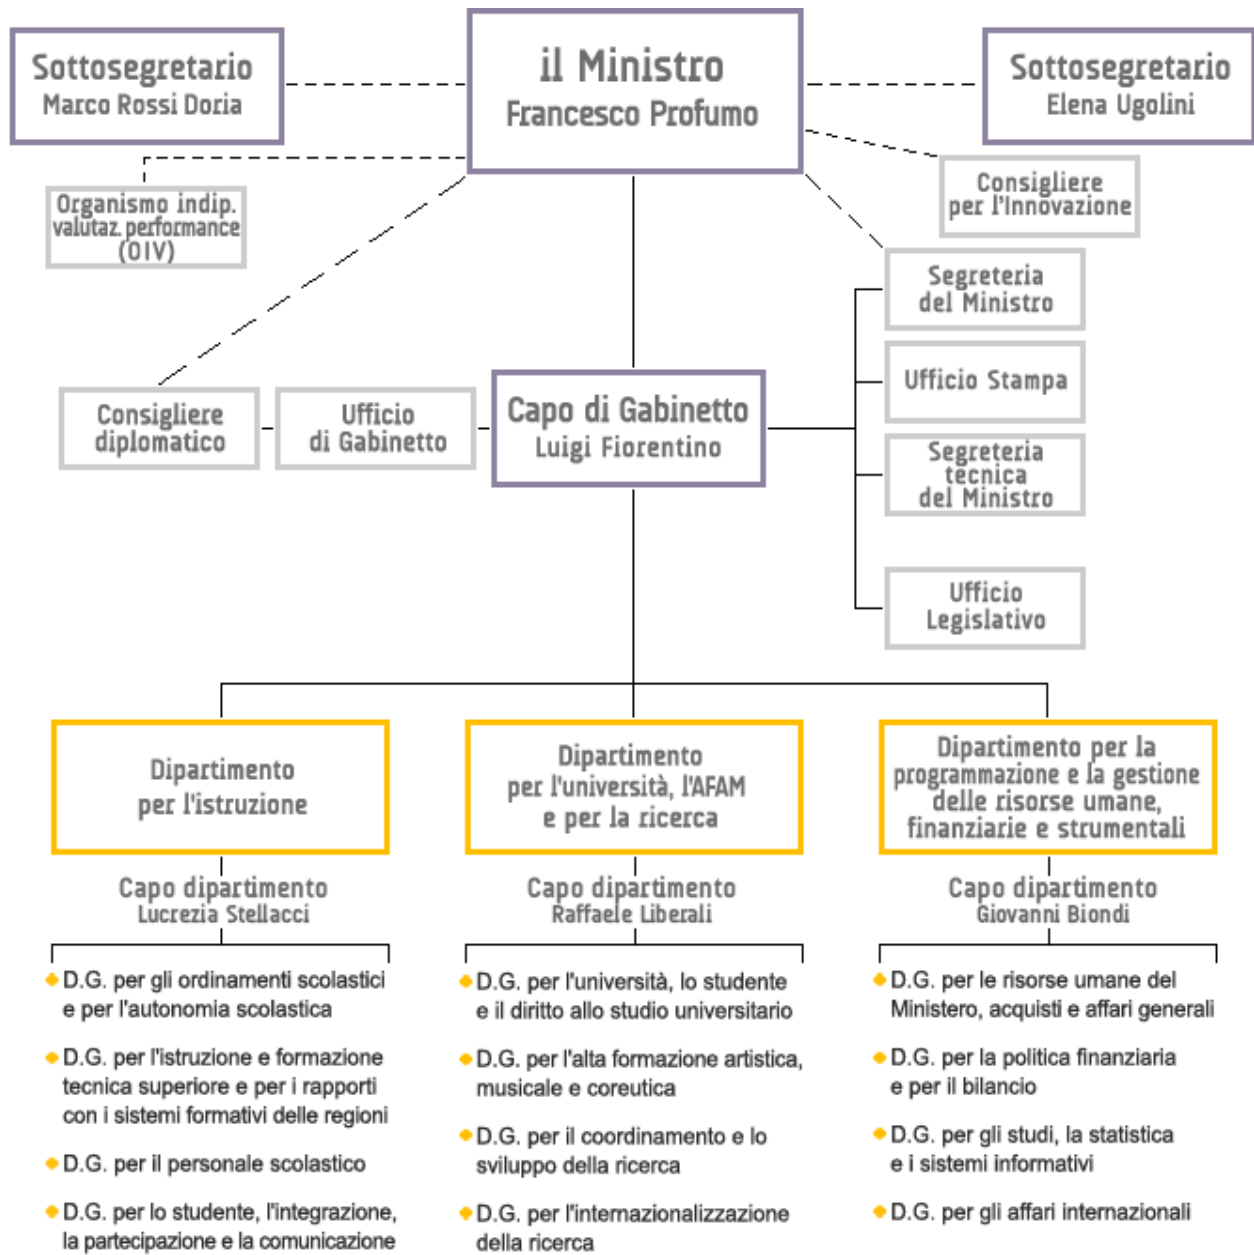 Sottosegretario
Marco Rossi Doria
il Ministro
Francesco Profumo
Sottosegretario
Elena Ugolini
Organismo indip.
valutaz. performance
(OIV)
Consigliere
per l'Innovazione
Segreteria
del Ministro
Ufficio Stampa
Consigliere
diplomatico
Ufficio
di Gabinetto
Capo di Gabinetto
Luigi Fiorentino
Segreteria
tecnica
del Ministro
Ufficio
Legislativo
Dipartimento
per l'istruzione
Capo dipartimento
Lucrezia Stellacci
D.G. per gli ordinamenti scolastici
e per l'autonomia scolastica
D.G. per l'istruzione e formazione
tecnica superiore e per i rapporti
con i sistemi formativi delle regioni
D.G. per il personale scolastico
D.G. per lo studente, l'integrazione,
la partecipazione e la comunicazione
Dipartimento
per l'università, l'AFAM
e per la ricerca
Capo dipartimento
Raffaele Liberali
D.G. per l'università, lo studente
e il diritto allo studio universitario
D.G. per l'alta formazione artistica,
musicale e coreutica
D.G. per il coordinamento e lo
sviluppo della ricerca
D.G. per l'internazionalizzazione
della ricerca
Dipartimento per la
programmazione e la gestione
delle risorse umane,
finanziarie e strumentali
Capo dipartimento
Giovanni Biondi
D.G. per le risorse umane del
Ministero, acquisti e affari generali
D.G. per la politica finanziaria
e per il bilancio
D.G. per gli studi, la statistica
e i sistemi informativi
D.G. per gli affari internazionali